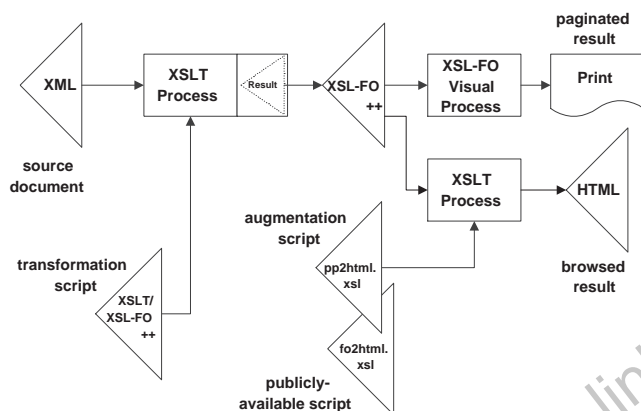 paginated
result
XML
XSLT
Process
Result
XSL-FO
++
XSL-FO
Visual
Process
Print
source
document
XSLT
Process
HTML
augmentation
script
browsed
result
transformation
script
pp2html.
xsl
XSLT/
XSL-FO
++
fo2html.
xsl
publicly-
available script